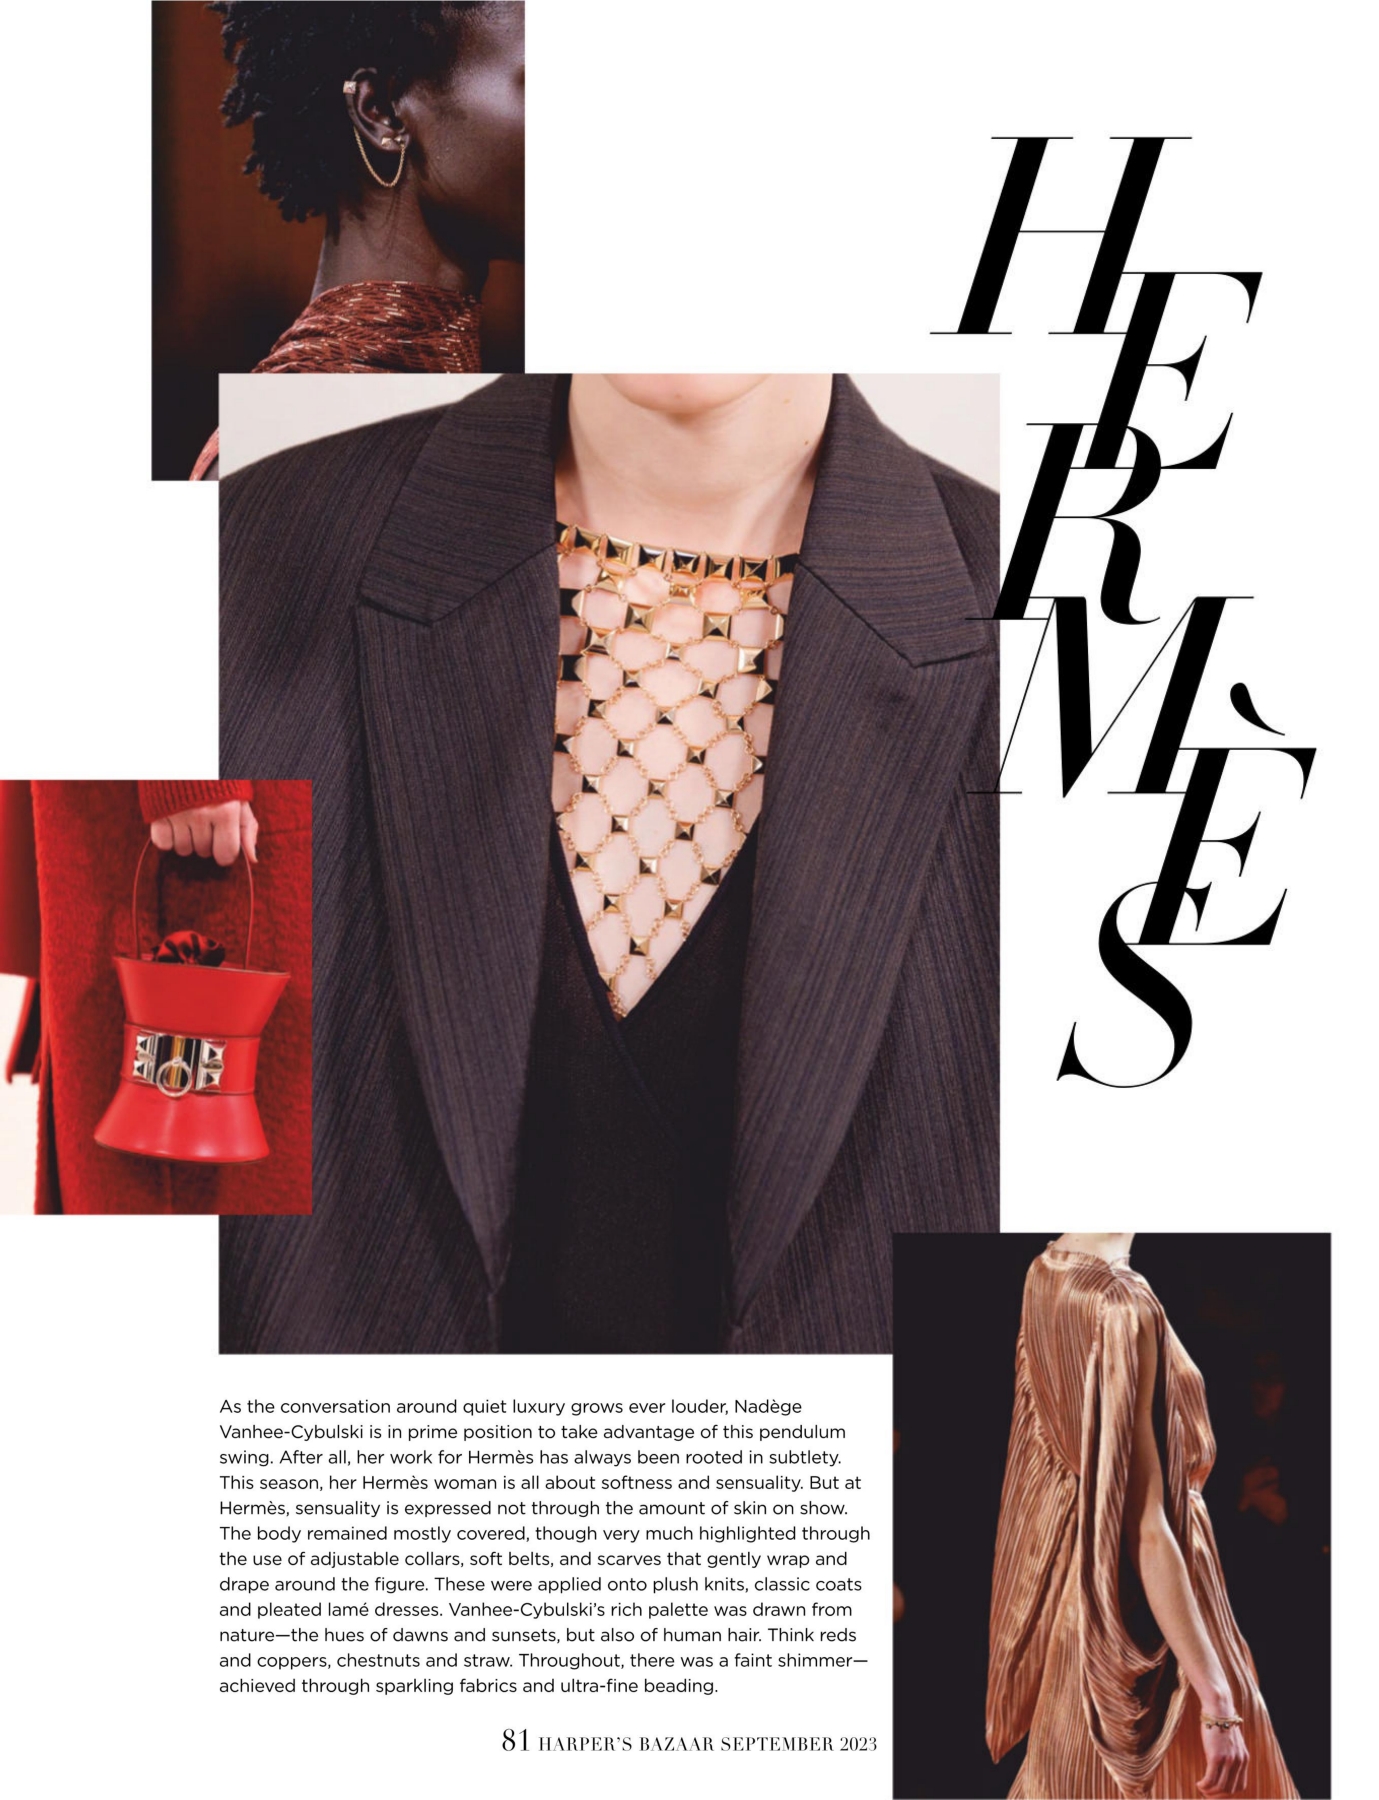 HERMÈS
As the conversation around quiet luxury grows ever louder, Nadège
Vanhee-Cybulski is in prime position to take advantage of this pendulum
swing. After all, her work for Hermès has always been rooted in subtlety.
This season, her Hermès woman is all about softness and sensuality. But at
Hermès, sensuality is expressed not through the amount of skin on show.
The body remained mostly covered, though very much highlighted through
the use of adjustable collars, soft belts, and scarves that gently wrap and
drape around the figure. These were applied onto plush knits, classic coats
and pleated lamé dresses. Vanhee-Cybulski’s rich palette was drawn from
nature—the hues of dawns and sunsets, but also of human hair. Think reds
and coppers, chestnuts and straw. Throughout, there was a faint shimmer—
achieved through sparkling fabrics and ultra-fine beading.
81 HARPER’S BAZAAR SEPTEMBER 2023